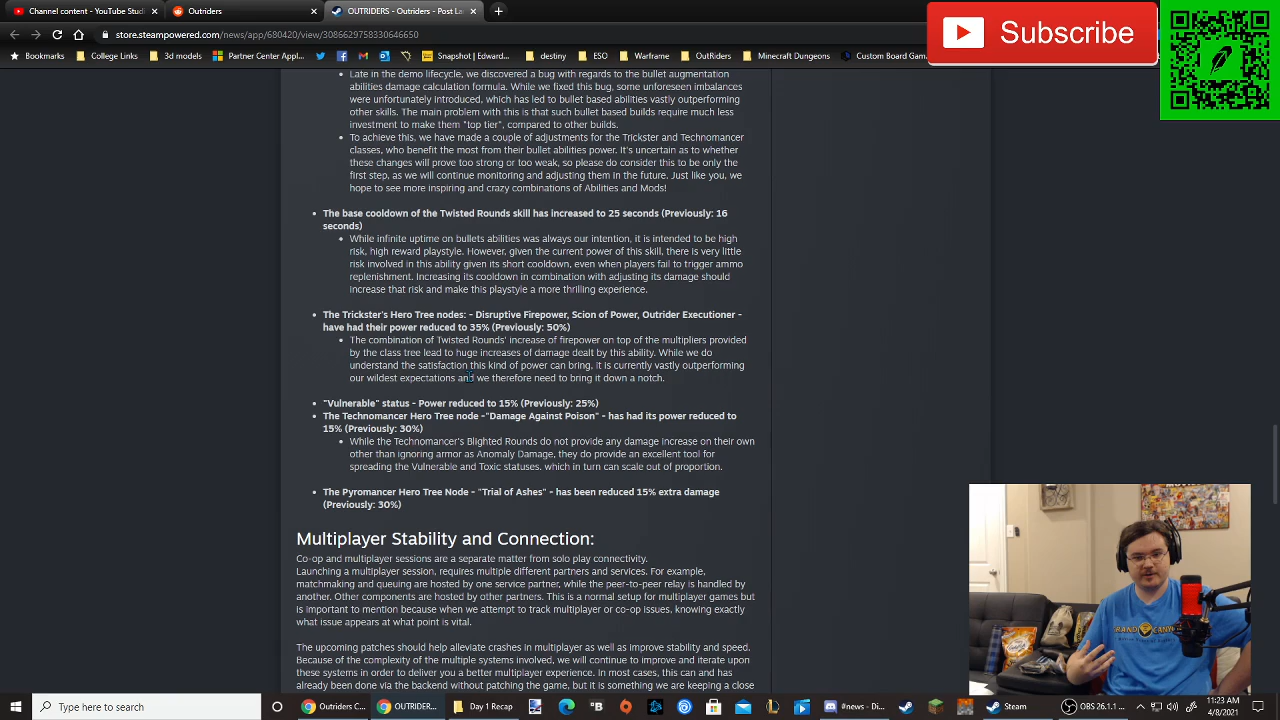 Channel content - YouTube Studio
Outriders
OUTRIDERS - Outriders - Post La
Subscribe
store.steampowered.com/news/app/680420/view/3086629758330646650
Bookmarks
College Links
3d models
Partner Center Appl...
Snapshot | Edward...
destiny
ESO
Warframe
OutRiders
Minecraft Dungeons
Custom Board Gam
Late in the demo lifecycle, we discovered a bug with regards to the bullet augmentation
abilities damage calculation formula. While we fixed this bug, some unforeseen imbalances
were unfortunately introduced, which has led to bullet based abilities vastly outperforming
other skills. The main problem with this is that such bullet based builds require much less
investment to make them "top tier", compared to other builds.
To achieve this, we have made a couple of adjustments for the Trickster and Technomancer
classes, who benefit the most from their bullet abilities power. It's uncertain as to whether
these changes will prove too strong or too weak, so please do consider this to be only the
first step, as we will continue monitoring and adjusting them in the future. Just like you, we
hope to see more inspiring and crazy combinations of Abilities and Mods!
The base cooldown of the Twisted Rounds skill has increased to 25 seconds (Previously: 16
seconds)
While infinite uptime on bullets abilities was always our intention, it is intended to be high
risk, high reward playstyle. However, given the current power of this skill, there is very little
risk involved in this ability given its short cooldown, even when players fail to trigger ammo
replenishment. Increasing its cooldown in combination with adjusting its damage should
increase that risk and make this playstyle a more thrilling experience.
The Trickster's Hero Tree nodes: - Disruptive Firepower, Scion of Power, Outrider Executioner -
have had their power reduced to 35% (Previously: 50%)
The combination of Twisted Rounds' increase of firepower on top of the multipliers provided
by the class tree lead to huge increases of damage dealt by this ability. While we do
understand the satisfaction this kind of power can bring, it is currently vastly outperforming
our wildest expectations and we therefore need to bring it down a notch.
"Vulnerable" status - Power reduced to 15% (Previously: 25%)
The Technomancer Hero Tree node -"Damage Against Poison" - has had its power reduced to
15% (Previously: 30%)
While the Technomancer's Blighted Rounds do not provide any damage increase on their own
other than ignoring armor as Anomaly Damage, they do provide an excellent tool for
spreading the Vulnerable and Toxic statuses, which in turn can scale out of proportion.
The Pyromancer Hero Tree Node - "Trial of Ashes" - has been reduced 15% extra damage
(Previously: 30%)
Multiplayer Stability and Connection:
Co-op and multiplayer sessions are a separate matter from solo play connectivity.
Launching a multiplayer session, requires multiple different partners and services. For example,
matchmaking and queuing are hosted by one service partner, while the peer-to-peer relay is handled by
another. Other components are hosted by other partners. This is a normal setup for multiplayer games but
is important to mention because when we attempt to track multiplayer or co-op issues, knowing exactly
what issue appears at what point is vital.
The upcoming patches should help alleviate crashes in multiplayer as well as improve stability and speed.
Because of the complexity of the multiple systems involved, we will continue to improve and iterate upon
these systems in order to deliver you a better multiplayer experience. In most cases, this can and has
already been done via the backend without patching the game, but it is something we are keeping a close
GRAND CANYO
Type here to search
Channel content - ...
OUTRIDER...
Day 1 Recap
#news - Di...
Steam
OBS 26.1.1 ...
11:23 AM
4/8/2021